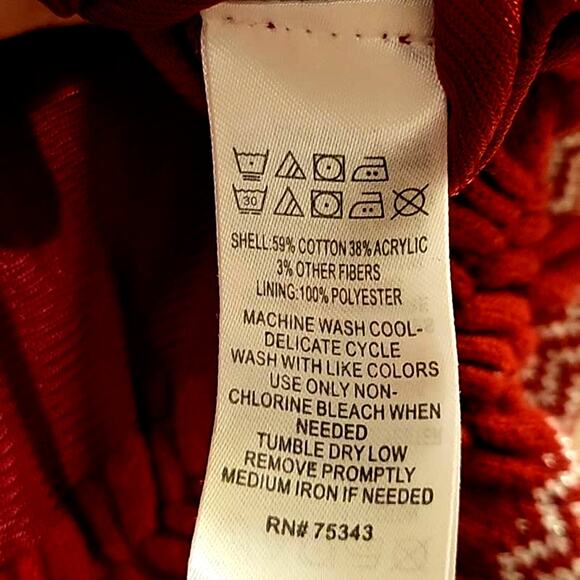 30
SHELL:59% COTTON 38% ACRYLIC
3% OTHER FIBERS
LINING:100% POLYESTER
MACHINE WASH COOL-
DELICATE CYCLE
WASH WITH LIKE COLORS
USE ONLY NON-
CHLORINE BLEACH WHEN
NEEDED
TUMBLE DRY LOW
REMOVE PROMPTLY
MEDIUM IRON IF NEEDED
RN# 75343